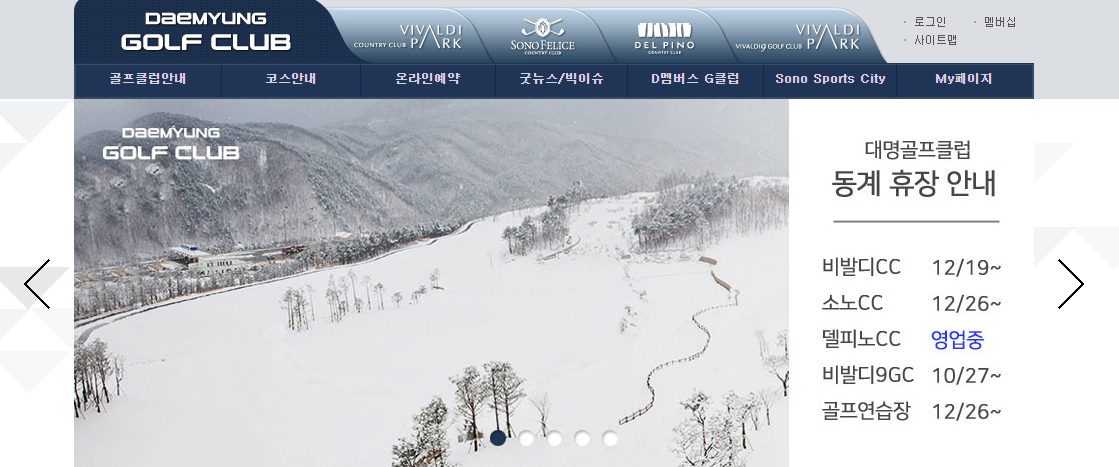 DAEMYUNG
GOLF CLUB
VIVALDI PARK
COUNTRY CLUB
SONO FELICE
COUNTRY CLUB
DEL PINO
COUNTRY CLUB
VIVALDI PARK
VIVALDI9 GOLF CLUB
로그인 멤버십
사이트맵
골프클럽안내 코스안내 온라인예약 굿뉴스/빅이슈 D멤버스 G클럽 Sono Sports City My페이지
DAEMYUNG
GOLF CLUB
대명골프클럽
동계 휴장 안내
비발디CC 12/19~
소노CC 12/26~
델피노CC 영업중
비발디9GC 10/27~
골프연습장 12/26~